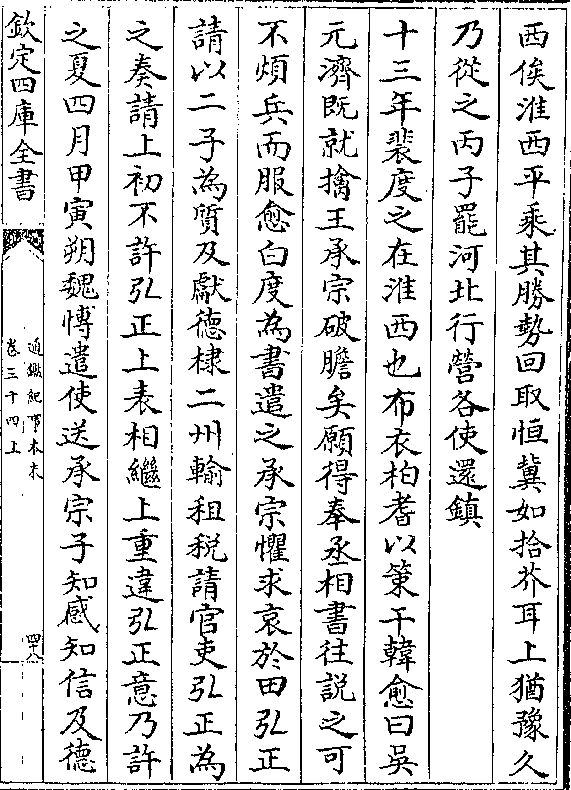 西俟淮西平乘其勝勢回取恒冀如拾芥耳上猶豫久
乃從之丙子罷河北行營各使還鎮
十三年裴度之在淮西也布衣柏耆以策干韓愈曰吳
元濟既就擒王承宗破膽矣願得奉丞相書往說之可
不煩兵而服愈白度為書遣之承宗懼求哀於田弘正
請以二子為質及獻德棣二州輸租稅請官吏弘正為
之奏請上初不許弘正上表相繼上重違弘正意乃許
之夏四月甲寅朔魏博遣使送承宗子知感知信及德
欽定四庫全書
通鑑紀事本末
卷三十四上
四十八